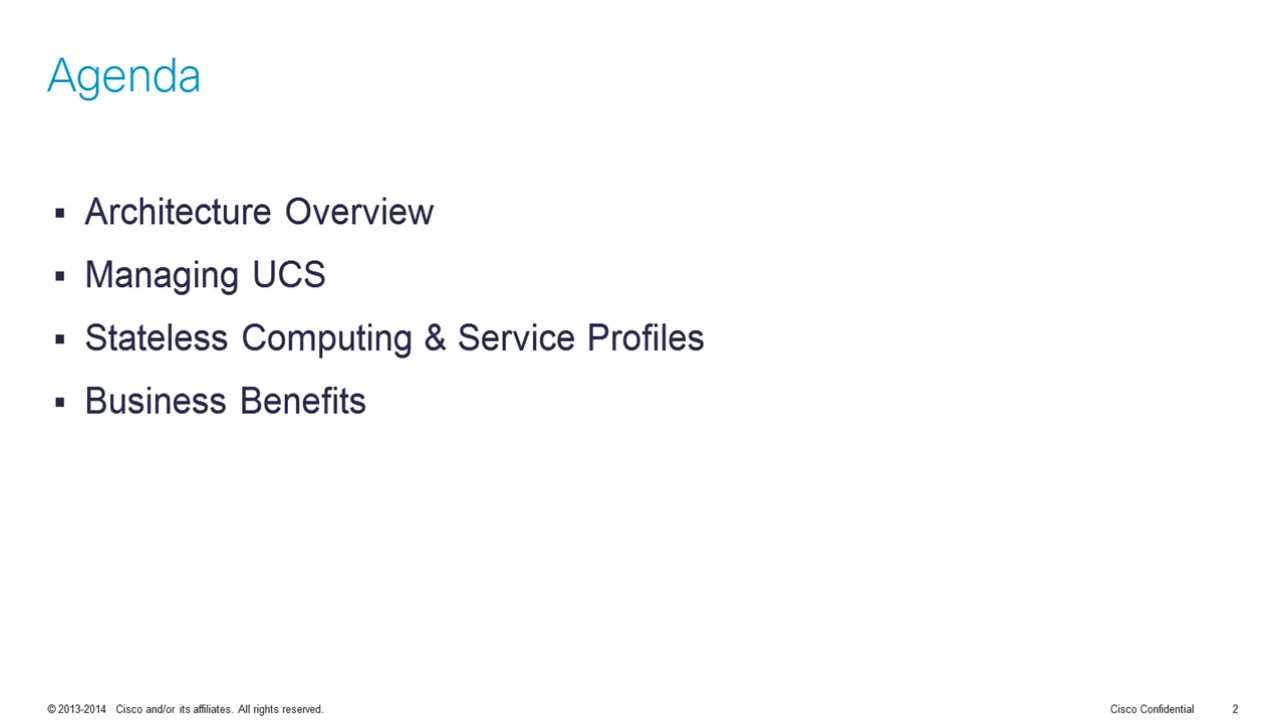 Agenda
▪ Architecture Overview
▪ Managing UCS
▪ Stateless Computing & Service Profiles
▪ Business Benefits
© 2013-2014 Cisco and/or its affiliates. All rights reserved. Cisco Confidential 2